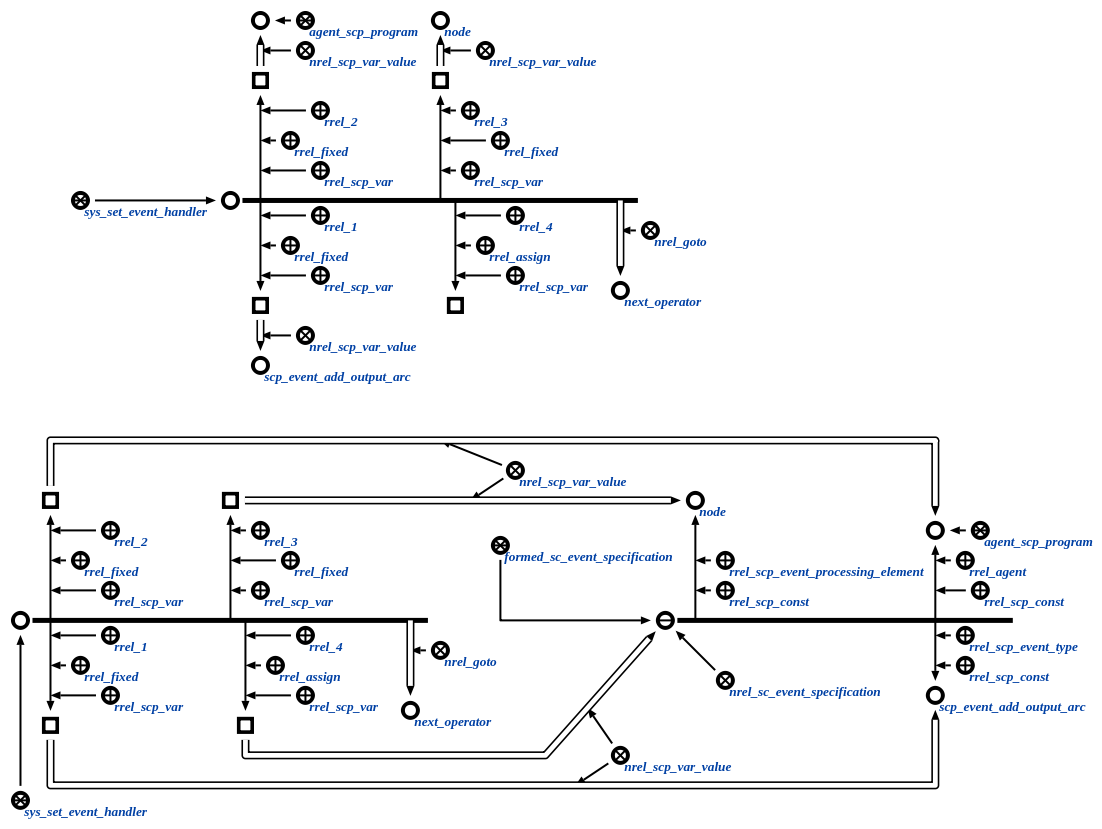 agent_scp_program
node
nrel_scp_var_value
nrel_scp_var_value
rrel_2
rrel_3
rrel_fixed
rrel_fixed
rrel_scp_var
rrel_scp_var
sys_set_event_handler
rrel_1
rrel_4
nrel_goto
rrel_fixed
rrel_assign
rrel_scp_var
rrel_scp_var
next_operator
nrel_scp_var_value
scp_event_add_output_arc
nrel_scp_var_value
node
rrel_2
rrel_3
agent_scp_program
formed_sc_event_specification
rrel_fixed
rrel_fixed
rrel_scp_event_processing_element
rrel_agent
rrel_scp_var
rrel_scp_var
rrel_scp_const
rrel_scp_const
rrel_1
rrel_4
rrel_scp_event_type
nrel_goto
rrel_fixed
rrel_assign
rrel_scp_const
nrel_sc_event_specification
rrel_scp_var
rrel_scp_var
scp_event_add_output_arc
next_operator
nrel_scp_var_value
sys_set_event_handler